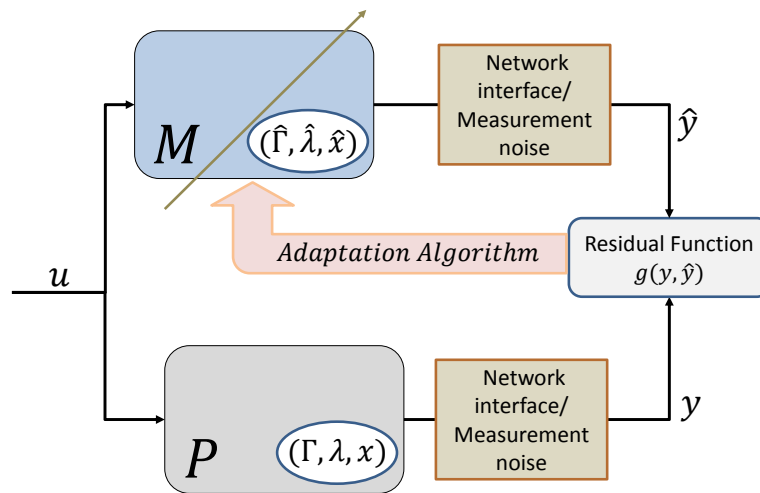 Network
interface/
Measurement
noise
M
(Γ̂, λ̂, x̂)
ŷ
Adaptation Algorithm
Residual Function
g(y, ŷ)
u
Network
interface/
Measurement
noise
P
(Γ, λ, x)
y